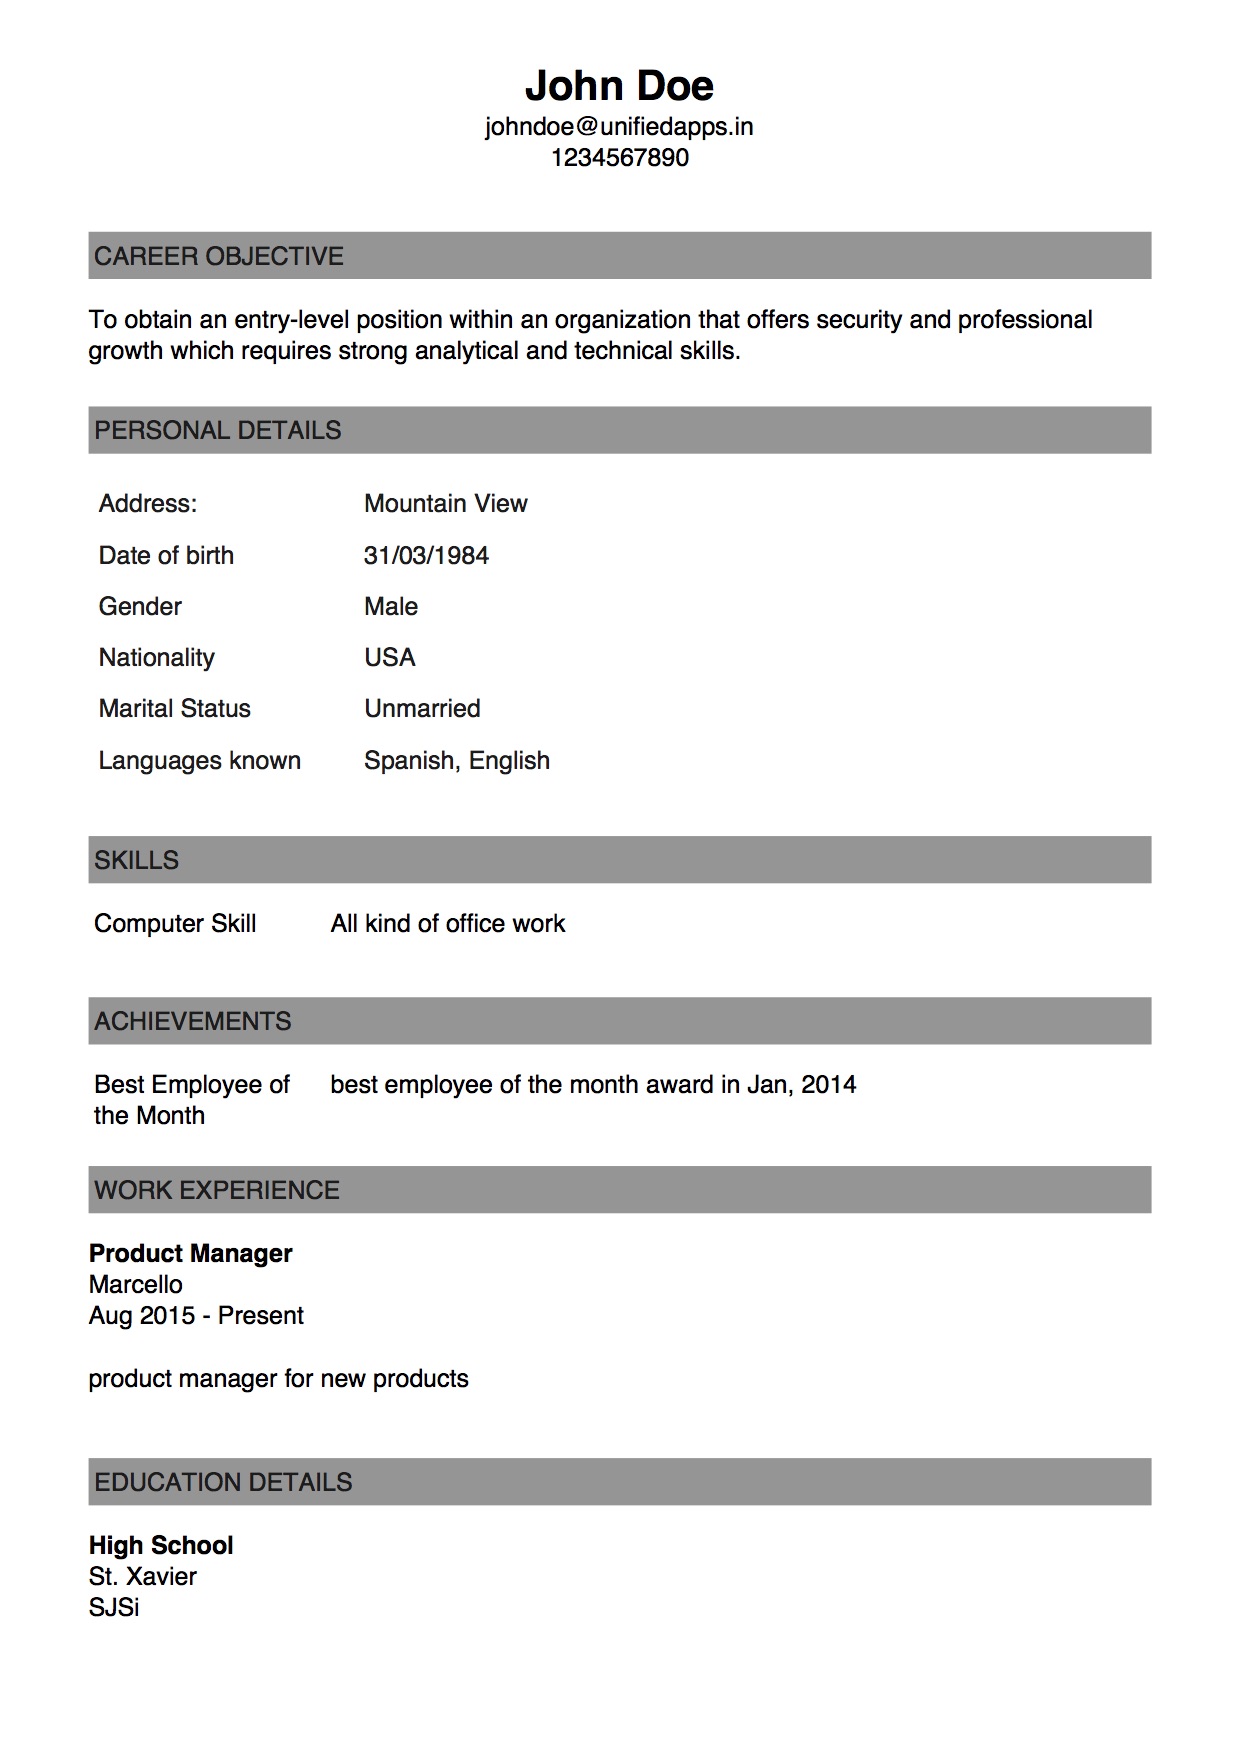 John Doe
johndoe@unifiedapps.in
1234567890
CAREER OBJECTIVE
To obtain an entry-level position within an organization that offers security and professional
growth which requires strong analytical and technical skills.
PERSONAL DETAILS
Address: Mountain View
Date of birth 31/03/1984
Gender Male
Nationality USA
Marital Status Unmarried
Languages known Spanish, English
SKILLS
Computer Skill All kind of office work
ACHIEVEMENTS
Best Employee of best employee of the month award in Jan, 2014
the Month
WORK EXPERIENCE
Product Manager
Marcello
Aug 2015 - Present
product manager for new products
EDUCATION DETAILS
High School
St. Xavier
SJSi